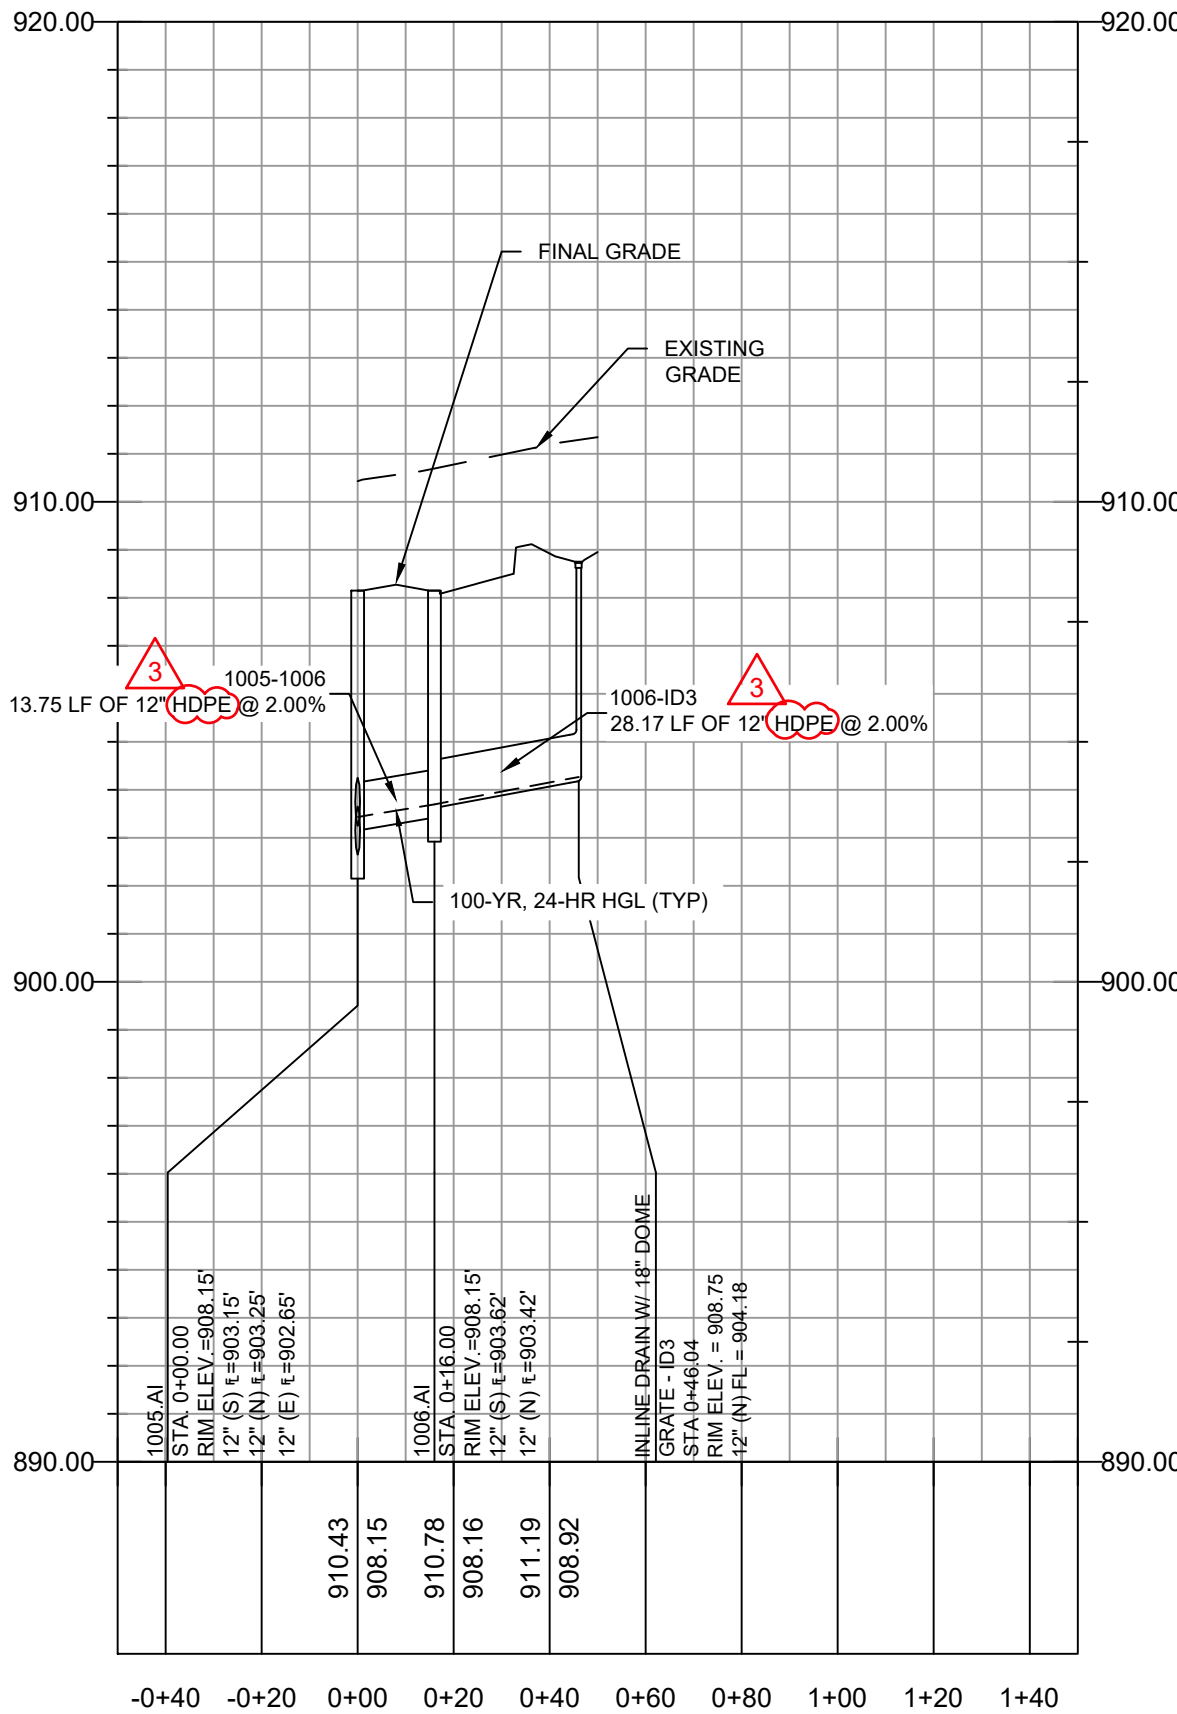 920.00
920.00
FINAL GRADE
EXISTING
GRADE
910.00
910.00
3
1005-1006
13.75 LF OF 12" HDPE @ 2.00%
3
1006-ID3
28.17 LF OF 12" HDPE @ 2.00%
100-YR, 24-HR HGL (TYP)
900.00
900.00
1005.AI
STA. 0+00.00
RIM ELEV.=908.15'
12" (S) FL=903.15'
12" (N) FL=903.25'
12" (E) FL=902.65'
1006.AI
STA. 0+16.00
RIM ELEV.=908.15'
12" (S) FL=903.62'
12" (N) FL=903.42'
INLINE DRAIN W/ 18" DOME
GRATE - ID3
STA 0+46.04
RIM ELEV. = 908.75
12" (N) FL = 904.18
890.00
890.00
910.43
908.15
910.78
908.16
911.19
908.92
-0+40 -0+20 0+00 0+20 0+40 0+60 0+80 1+00 1+20 1+40